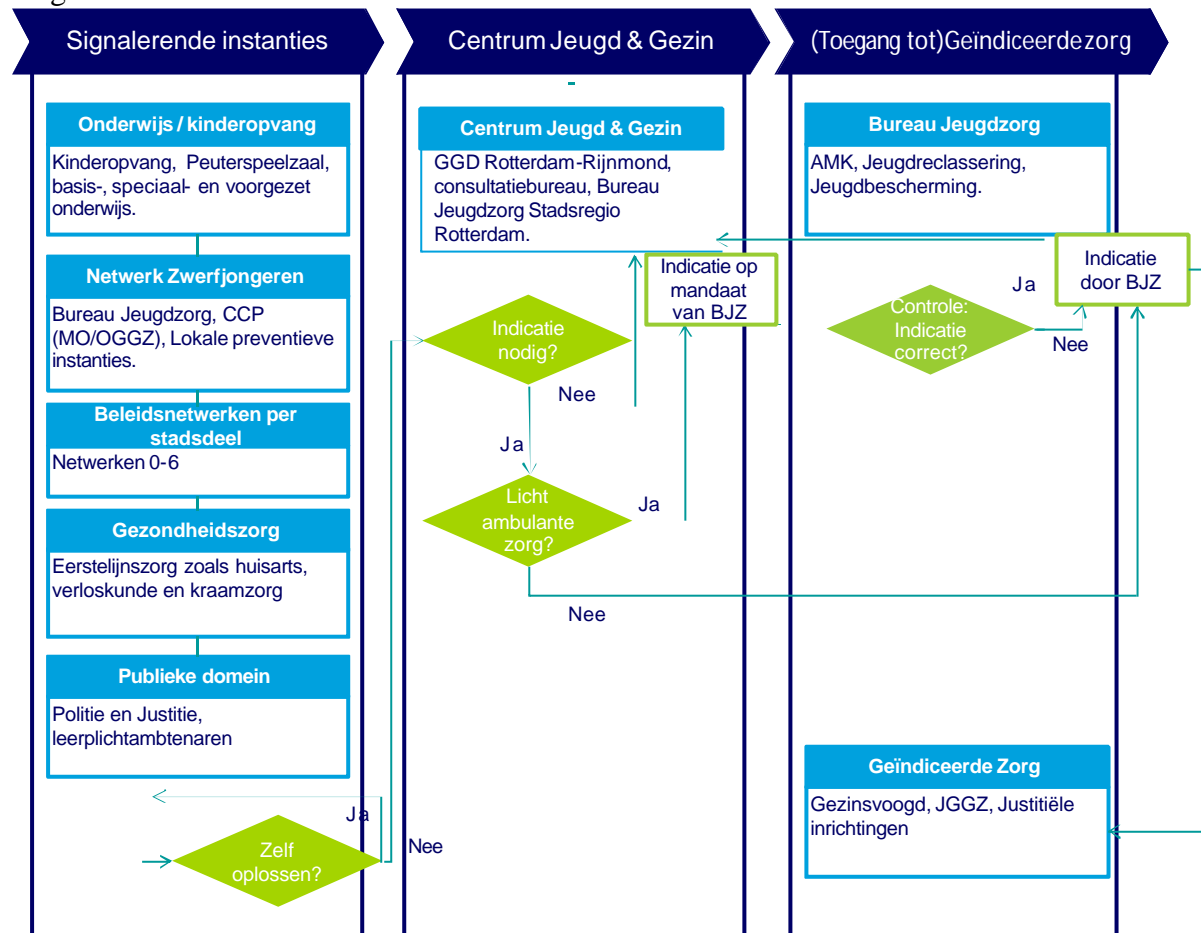 Signalerende instanties
Centrum Jeugd & Gezin
(Toegang tot)Geïndiceerde zorg
Onderwijs / kinderopvang
Kinderopvang, Peuterspeelzaal,
basis-, speciaal- en voorgezet
onderwijs.
Netwerk Zwerfjongeren
Bureau Jeugdzorg, CCP
(MO/OGGZ), Lokale preventieve
instanties.
Beleidsnetwerken per
stadsdeel
Netwerken 0-6
Gezondheidszorg
Eerstelijnszorg zoals huisarts,
verloskunde en kraamzorg
Publieke domein
Politie en Justitie,
leerplichtambtenaren
Ja
Zelf
oplossen?
Nee
Centrum Jeugd & Gezin
GGD Rotterdam-Rijnmond,
consultatiebureau, Bureau
Jeugdzorg Stadsregio
Rotterdam.
Indicatie op
mandaat
van BJZ
Indicatie
nodig?
Nee
Ja
Licht
ambulante
zorg?
Ja
Nee
Bureau Jeugdzorg
AMK, Jeugdreclassering,
Jeugdbescherming.
Indicatie
door BJZ
Ja
Controle:
Indicatie
correct?
Nee
Geïndiceerde Zorg
Gezinsvoogd, JGGZ, Justitiële
inrichtingen